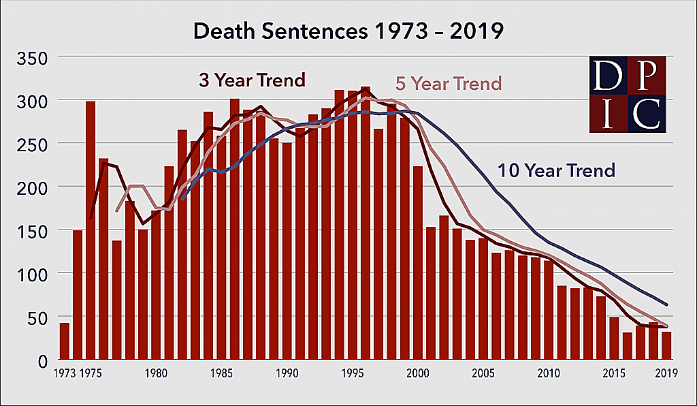 Death Sentences 1973 – 2019
350
3 Year Trend
5 Year Trend
D P
I C
300
250
200
10 Year Trend
150
100
50
0
1973 1975 1980 1985 1990 1995 2000 2005 2010 2015 2019